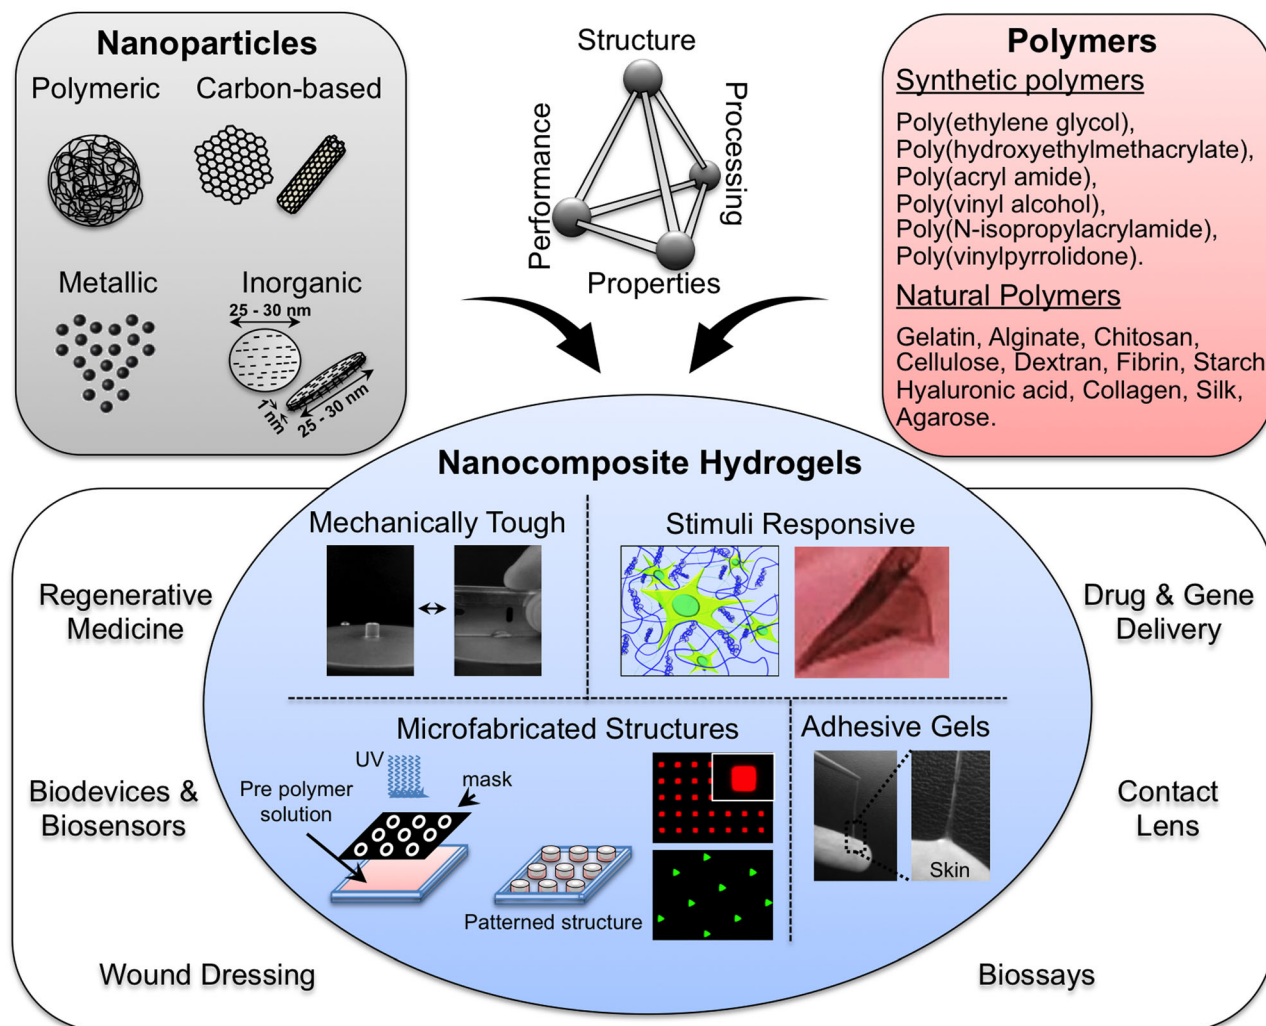 Nanoparticles
Polymeric
Carbon-based
Metallic
Inorganic
25 - 30 nm
1 nm
25 - 30 nm
Structure
Processing
Performance
Properties
Polymers
Synthetic polymers
Poly(ethylene glycol),
Poly(hydroxyethylmethacrylate),
Poly(acryl amide),
Poly(vinyl alcohol),
Poly(N-isopropylacrylamide),
Poly(vinylpyrrolidone).
Natural Polymers
Gelatin, Alginate, Chitosan,
Cellulose, Dextran, Fibrin, Starch
Hyaluronic acid, Collagen, Silk,
Agarose.
Nanocomposite Hydrogels
Mechanically Tough
Stimuli Responsive
Microfabricated Structures
UV
mask
Pre polymer
solution
Patterned structure
Adhesive Gels
Skin
Regenerative
Medicine
Biodevices &
Biosensors
Wound Dressing
Drug & Gene
Delivery
Contact
Lens
Biossays